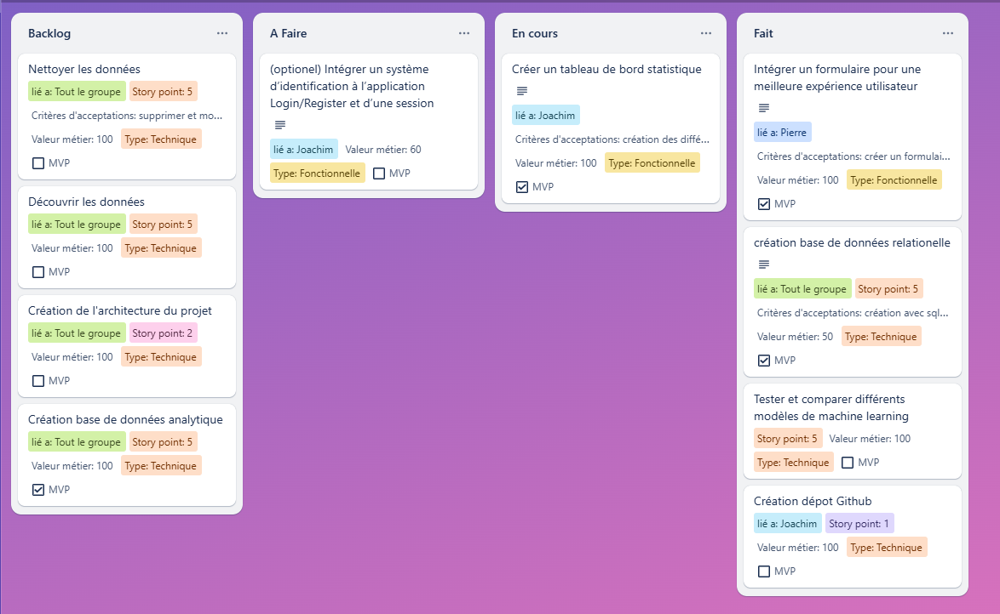 Backlog
Nettoyer les données
lié a: Tout le groupe Story point: 5
Critères d'acceptations: supprimer et mo...
Valeur métier: 100 Type: Technique
MVP
Découvrir les données
lié a: Tout le groupe Story point: 5
Valeur métier: 100 Type: Technique
MVP
Création de l'architecture du projet
lié a: Tout le groupe Story point: 2
Valeur métier: 100 Type: Technique
MVP
Création base de données analytique
lié a: Tout le groupe Story point: 5
Valeur métier: 100 Type: Technique
MVP
A Faire
(optionel) Intégrer un système
d’identification à l’application
Login/Register et d’une session
lié a: Joachim Valeur métier: 60
Type: Fonctionnelle MVP
En cours
Créer un tableau de bord statistique
lié a: Joachim
Critères d'acceptations: création des diffé...
Valeur métier: 100 Type: Fonctionnelle
MVP
Fait
Intégrer un formulaire pour une
meilleure expérience utilisateur
lié a: Pierre
Critères d'acceptations: créer un formulai...
Valeur métier: 100 Type: Fonctionnelle
MVP
création base de données relationelle
lié a: Tout le groupe Story point: 5
Critères d'acceptations: création avec sql...
Valeur métier: 50 Type: Technique
MVP
Tester et comparer différents
modèles de machine learning
Story point: 5 Valeur métier: 100
Type: Technique MVP
Création dépot Github
lié a: Joachim Story point: 1
Valeur métier: 100 Type: Technique
MVP